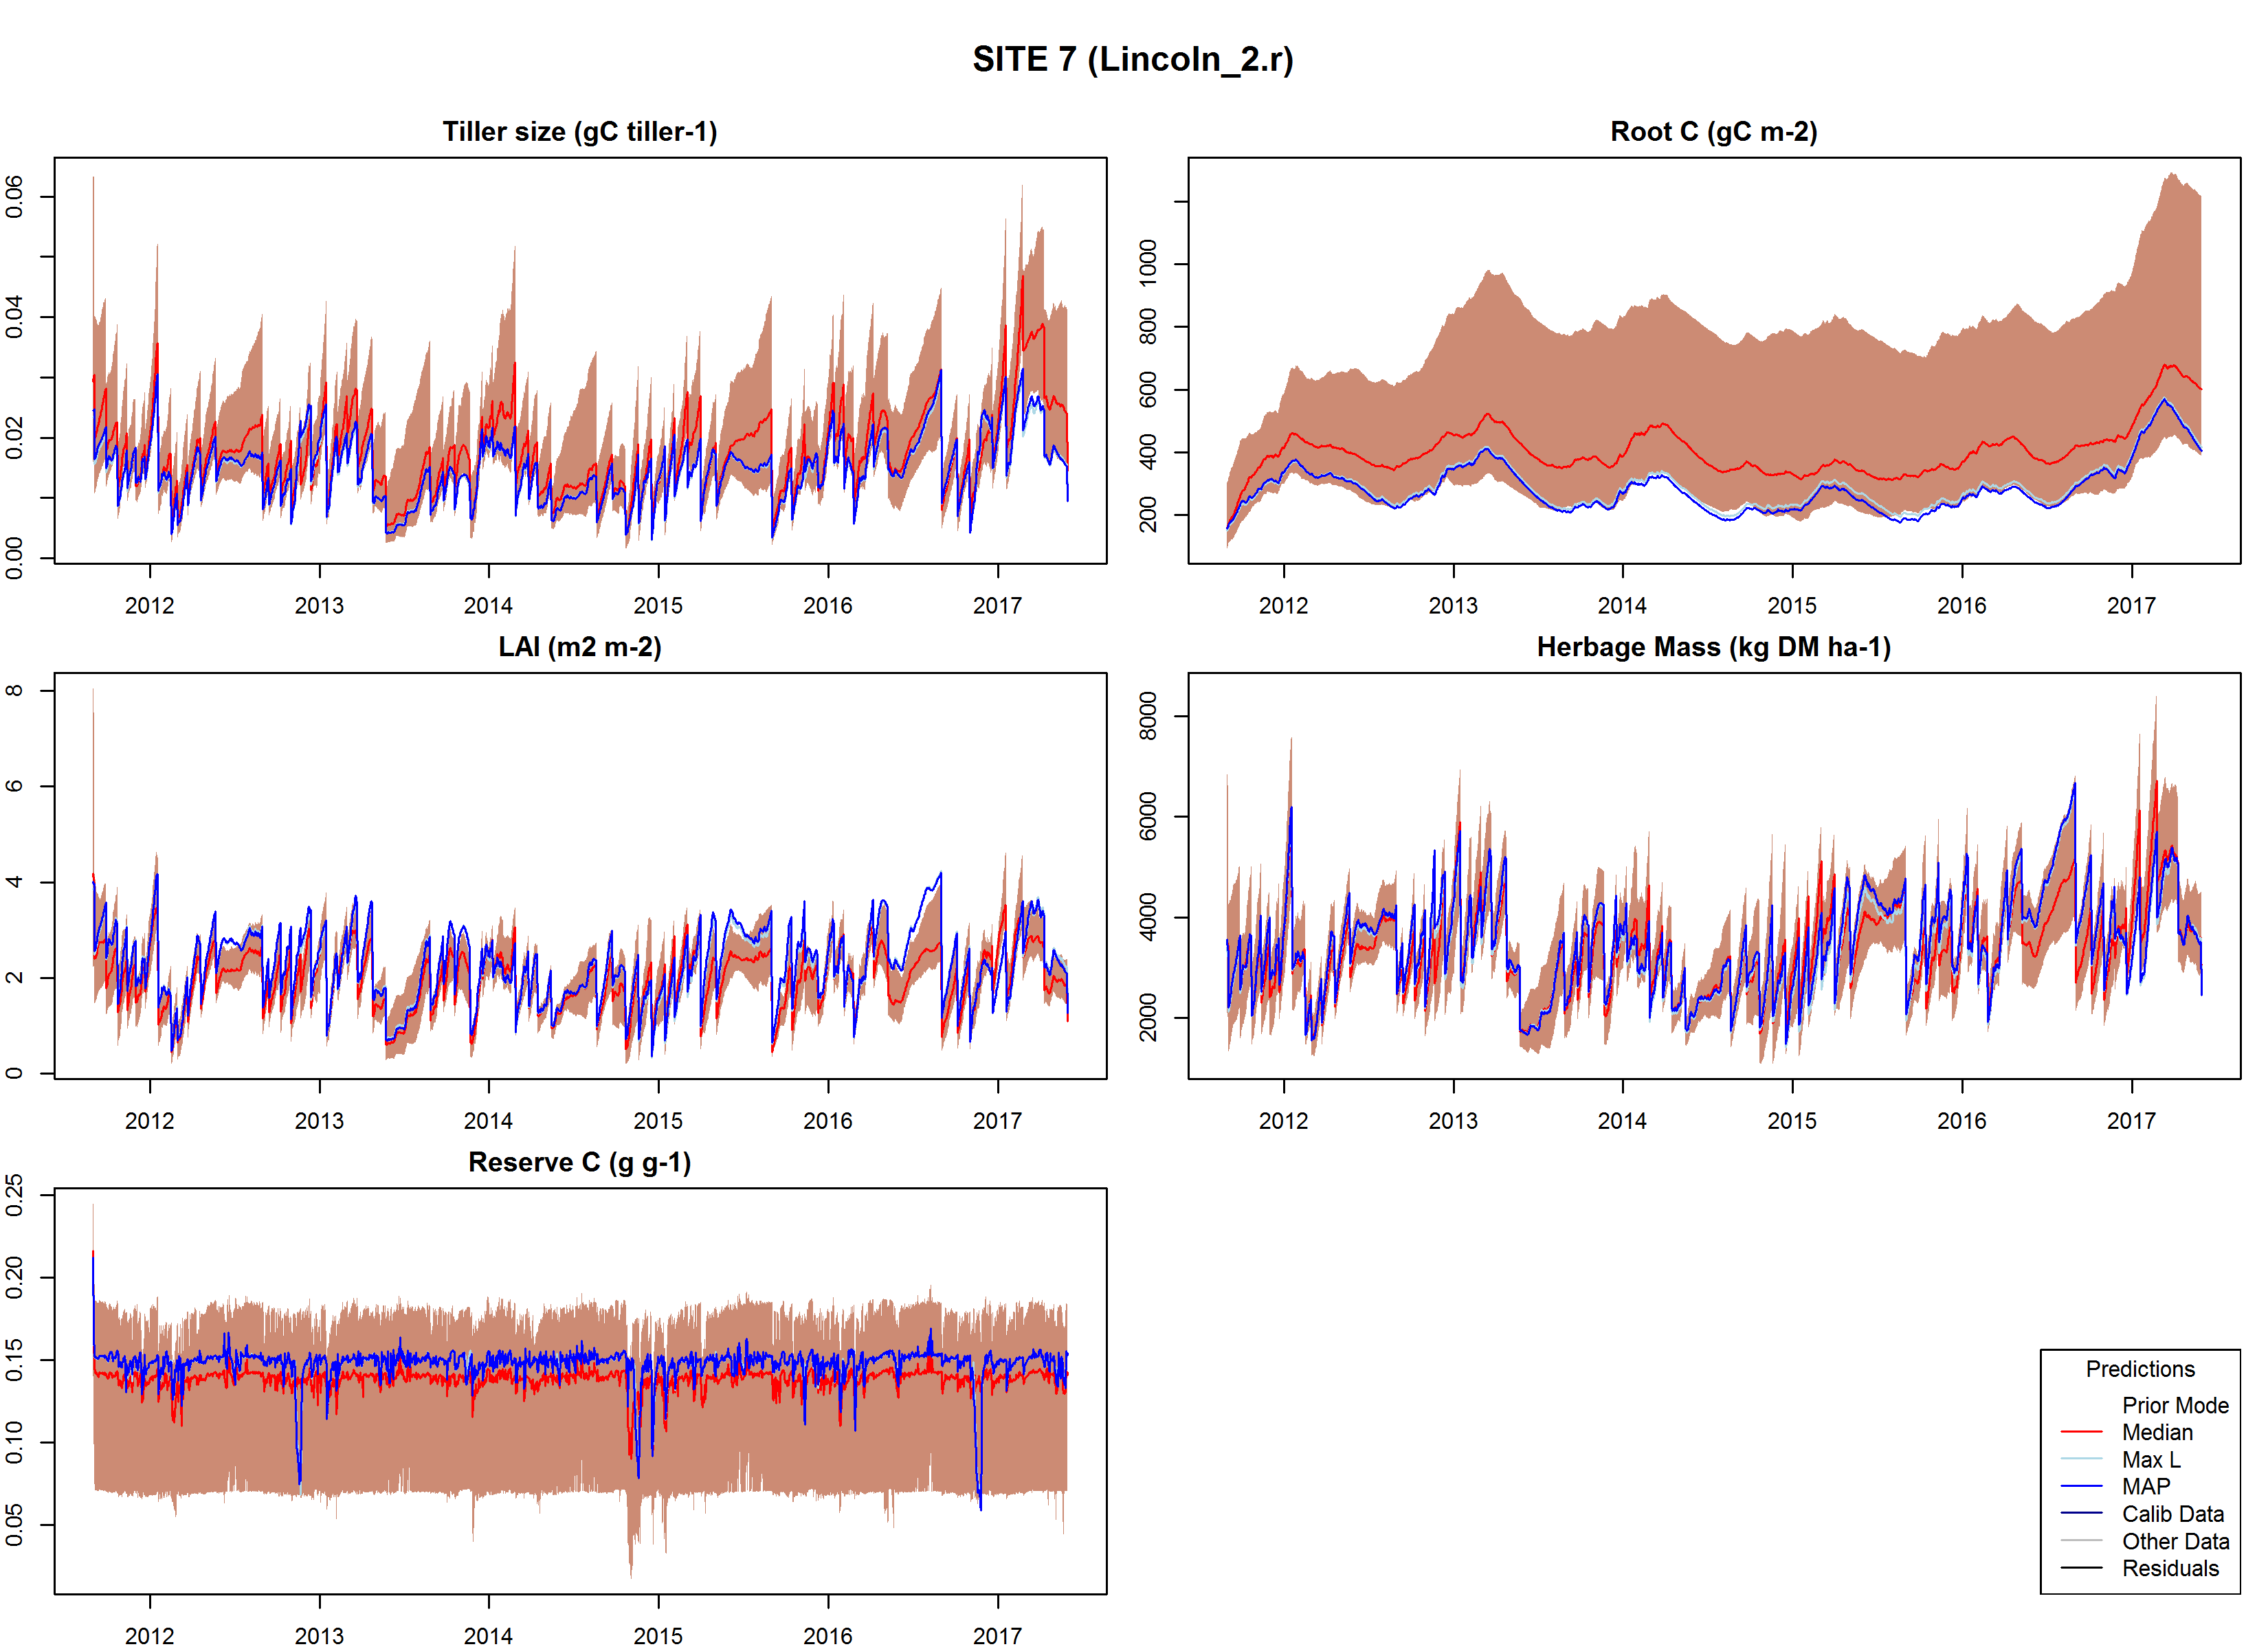 SITE 7 (Lincoln_2.r)
Tiller size (gC tiller-1)
0.00 0.02 0.04 0.06
2012 2013 2014 2015 2016 2017
Root C (gC m-2)
200 400 600 800 1000
2012 2013 2014 2015 2016 2017
LAI (m2 m-2)
0 2 4 6 8
2012 2013 2014 2015 2016 2017
Herbage Mass (kg DM ha-1)
2000 4000 6000 8000
2012 2013 2014 2015 2016 2017
Reserve C (g g-1)
0.05 0.10 0.15 0.20 0.25
2012 2013 2014 2015 2016 2017
Predictions
Prior Mode
Median
Max L
MAP
Calib Data
Other Data
Residuals